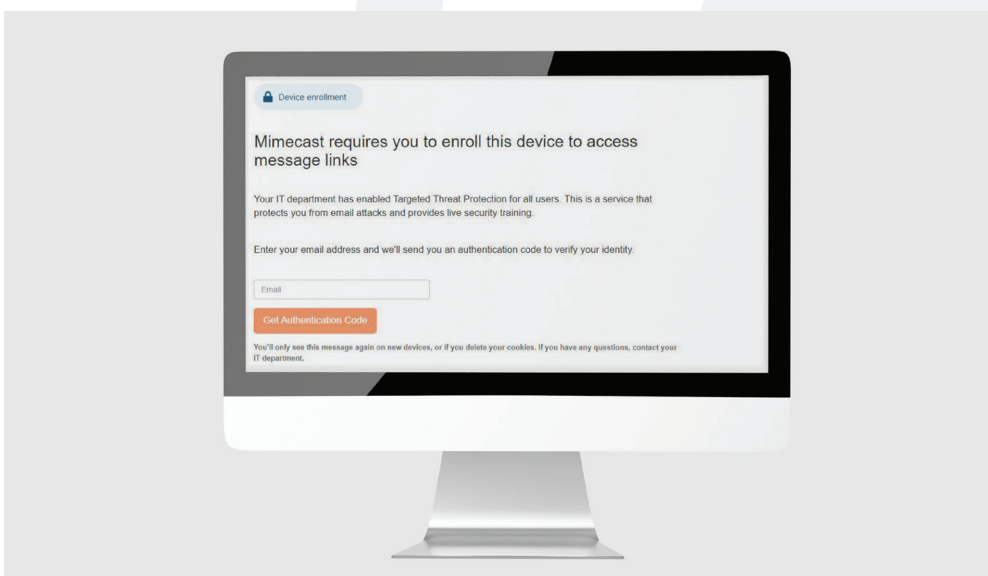 Device enrollment
Mimecast requires you to enroll this device to access
message links
Your IT department has enabled Targeted Threat Protection for all users. This is a service that
protects you from email attacks and provides live security training.
Enter your email address and we'll send you an authentication code to verify your identity.
Email
Get Authentication Code
You'll only see this message again on new devices, or if you delete your cookies. If you have any questions, contact your
IT department.